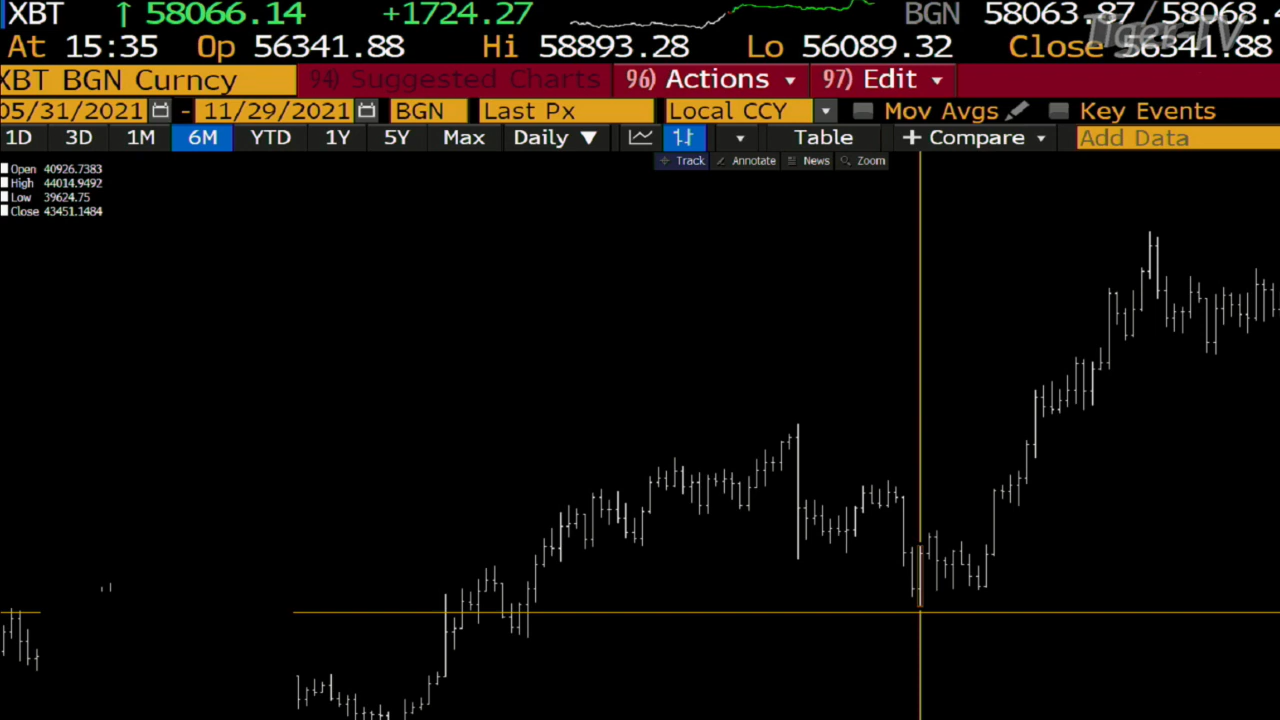 XBT ↑ 58066.14 +1724.27 BGN 58063.87/58068.4
Tiger-TV
At 15:35 Op 56341.88 Hi 58893.28 Lo 56089.32 Close 56341.88
XBT BGN Curncy 94) Suggested Charts 96) Actions 97) Edit
05/31/2021 - 11/29/2021 BGN Last Px Local CCY Mov Avgs Key Events
1D 3D 1M 6M YTD 1Y 5Y Max Daily ▼ Table + Compare Add Data
Track Annotate News Zoom
Open 40926.7383
High 44014.9492
Low 39624.75
Close 43451.1484